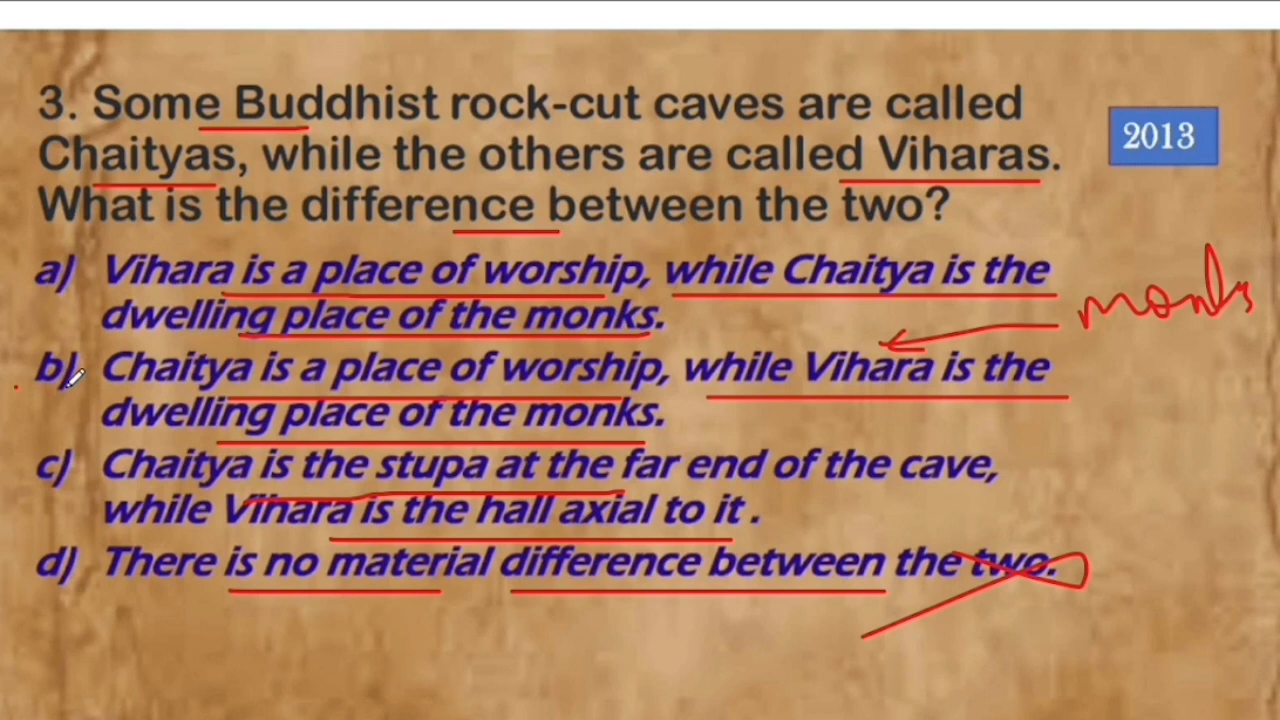 3. Some Buddhist rock-cut caves are called
2013
Chaityas, while the others are called Viharas.
What is the difference between the two?
a) Vihara is a place of worship, while Chaitya is the
dwelling place of the monks.
monks
b) Chaitya is a place of worship, while Vihara is the
dwelling place of the monks.
c) Chaitya is the stupa at the far end of the cave,
while Vihara is the hall axial to it .
d) There is no material difference between the two.